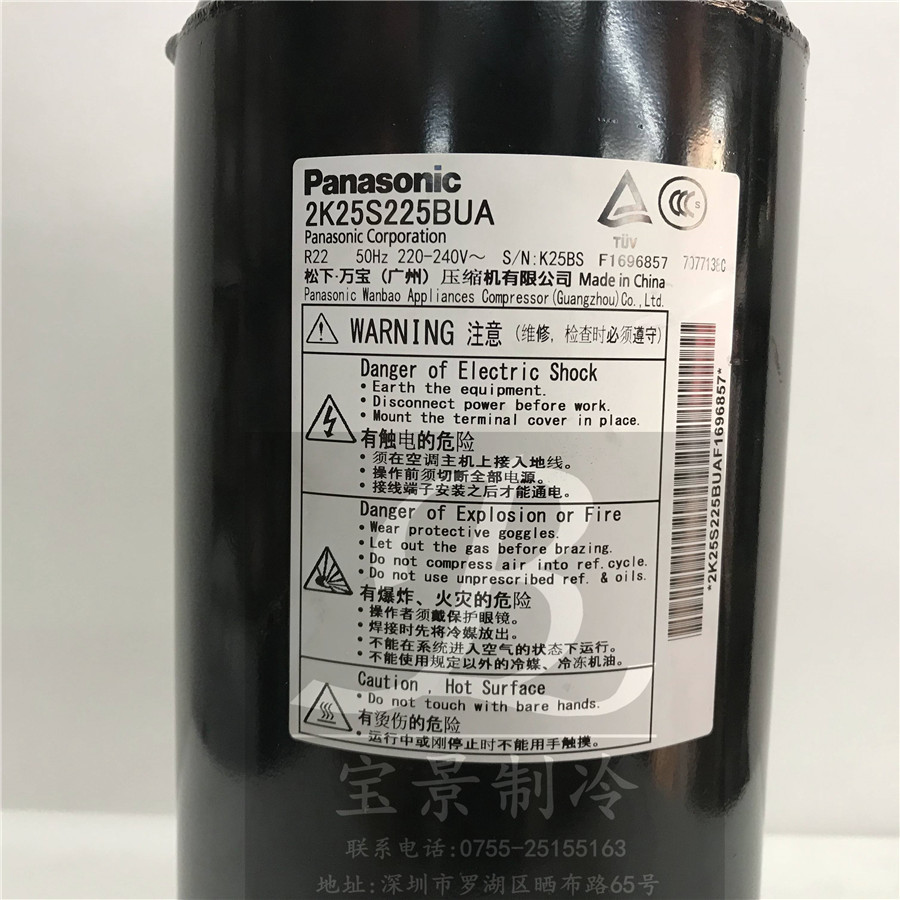 Panasonic
2K25S225BUA
Panasonic Corporation
R22 50Hz 220-240V~ S/N:K25BS F1696857
TÜV
CCC S
松下·万宝（广州）压缩机有限公司 Made in China
Panasonic Wanbao Appliances Compressor(Guangzhou)Co.,Ltd.
WARNING 注意（维修，检查时必须遵守）
Danger of Electric Shock
• Earth the equipment.
• Disconnect power before work.
• Mount the terminal cover in place.
有触电的危险
• 须在空调主机上接入地线。
• 操作前须切断全部电源。
• 接线端子安装之后才能通电。
Danger of Explosion or Fire
• Wear protective goggles.
• Let out the gas before brazing.
• Do not compress air into ref.cycle.
• Do not use unprescribed ref. & oils.
有爆炸、火灾的危险
• 操作者须戴保护眼镜。
• 焊接时先将冷媒放出。
• 不能在系统进入空气的状态下运行。
• 不能使用规定以外的冷媒、冷冻机油。
Caution , Hot Surface
• Do not touch with bare hands.
有烫伤的危险
• 运行中或刚停止时不能用手触摸。
*2K25S225BUAF1696857*
宝景制冷
联系电话:0755-25155163
地址:深圳市罗湖区晒布路65号